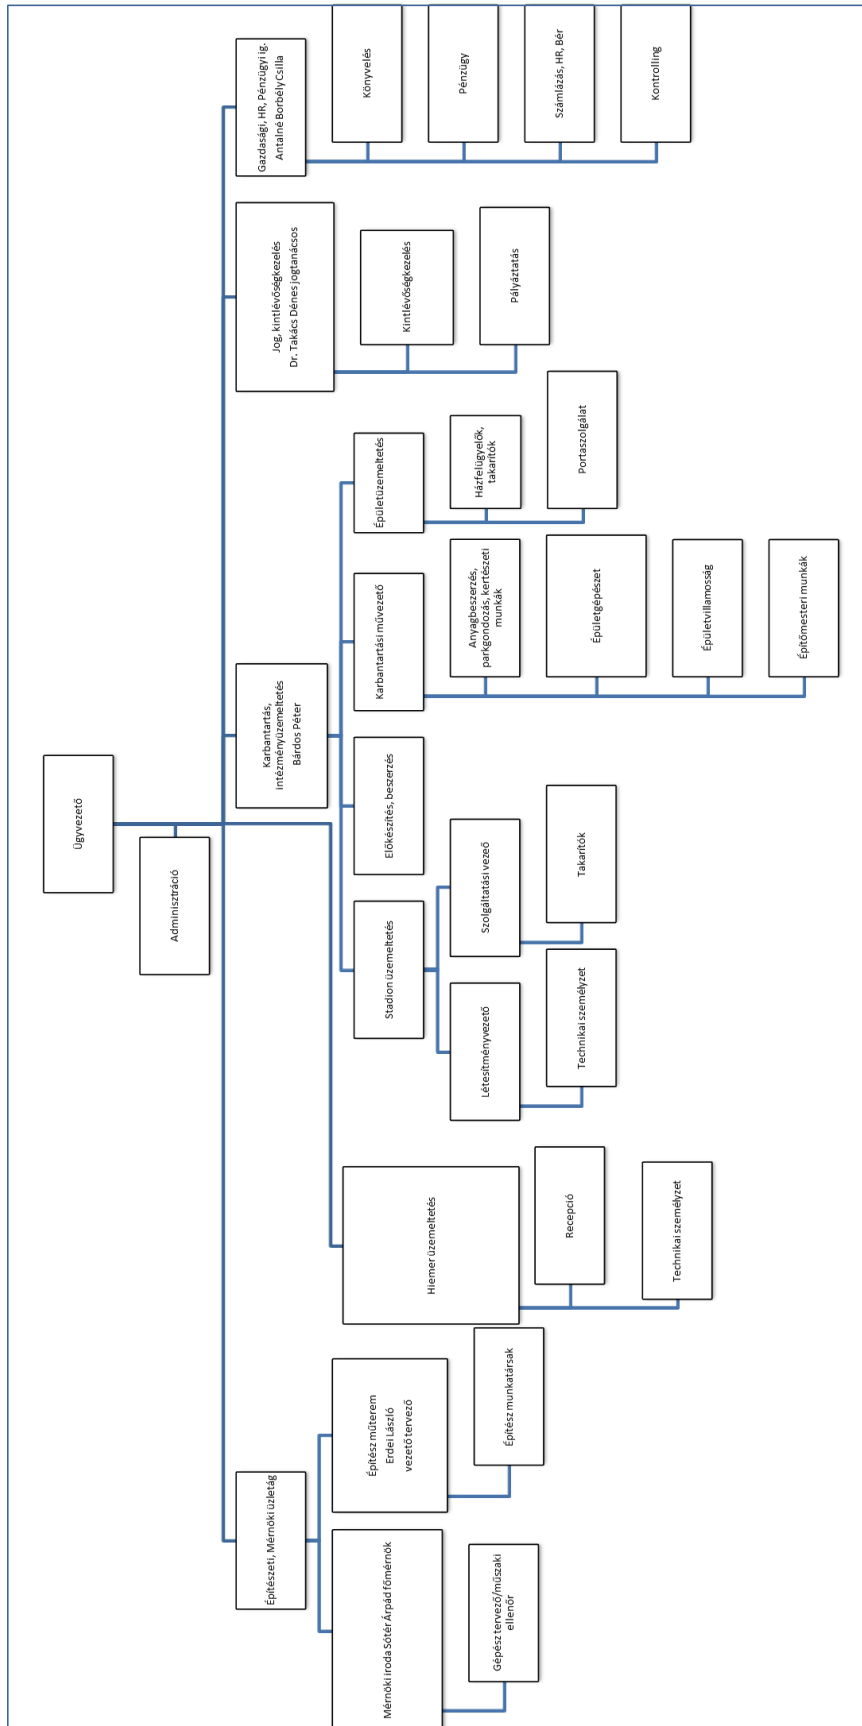 Ügyvezető
Adminisztráció
Építészeti, Mérnöki üzletág
Mérnöki iroda Sótér Árpád főmérnök
Gépész tervező/műszaki
ellenőr
Építész műterem
Erdei László
vezető tervező
Építész munkatársak
Hiemer üzemeltetés
Recepció
Technikai személyzet
Karbantartás,
intézményüzemeltetés
Bárdos Péter
Stadion üzemeltetés
Létesítményvezető
Technikai személyzet
Szolgáltatási vezeő
Takarítók
Előkészítés, beszerzés
Karbantartási művezető
Anyagbeszerzés,
parkgondozás, kertészeti
munkák
Épületgépészet
Épületvillamosság
Építőmesteri munkák
Épületüzemeltetés
Házfelügyelők,
takarítók
Portaszolgálat
Jog, kintlévőségkezelés
Dr. Takács Dénes jogtanácsos
Kintlévőségkezelés
Pályáztatás
Gazdasági, HR, Pénzügyi ig.
Antalné Borbély Csilla
Könyvelés
Pénzügy
Számlázás, HR, Bér
Kontrolling